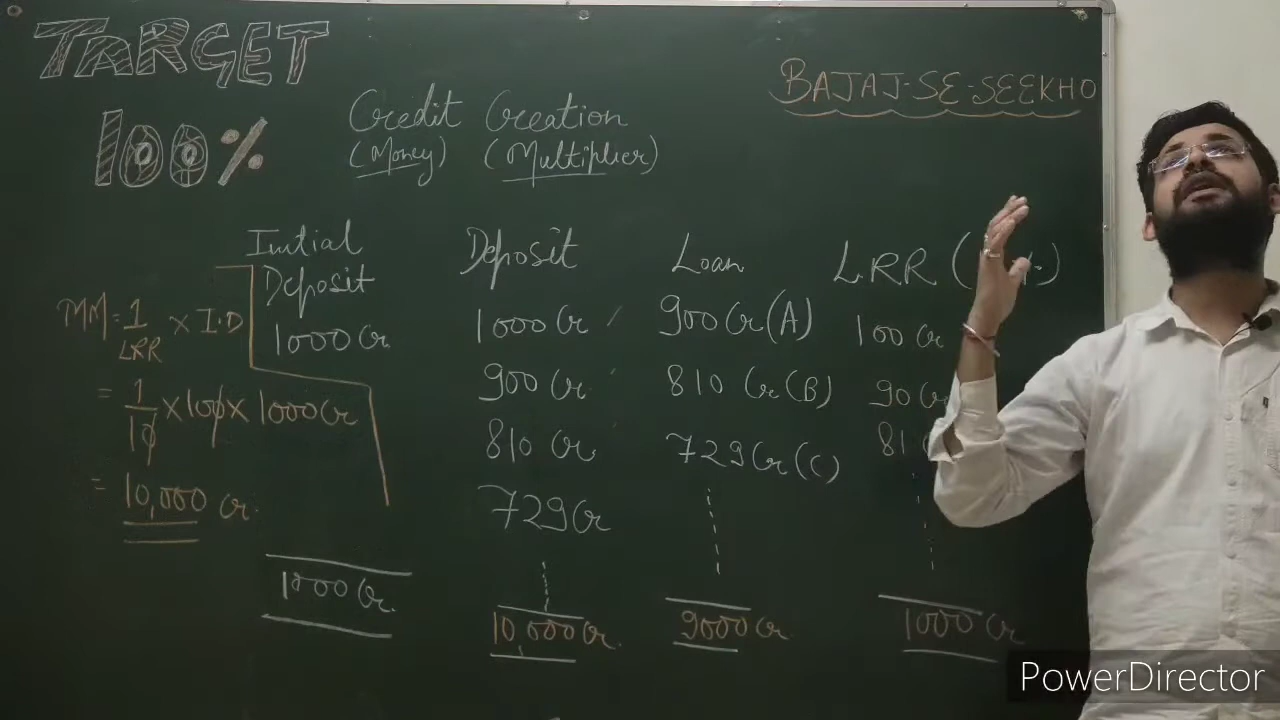 TARGET
100%
BAJAJ-SE-SEEKHO
Credit Creation
(Money) (Multiplier)
Initial Deposit
Deposit
Loan
LRR (
1000 Cr
1000 Cr
900 Cr (A)
100 Cr
900 Cr
810 Cr (B)
90 Cr
810 Cr
729 Cr (C)
81
729 Cr
1000 Cr.
10,000 Cr.
9000 Cr.
1000 Cr
MM = 1/LRR × I.D
= 1/10 × 100 × 1000 Cr
= 10,000 Cr.
PowerDirector